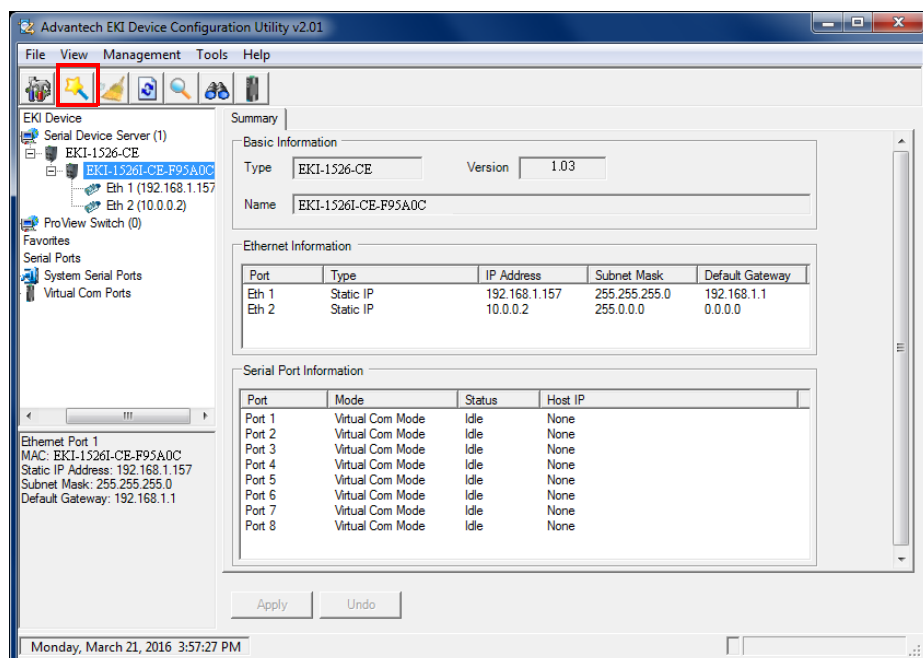 Advantech EKI Device Configuration Utility v2.01
File View Management Tools Help
EKI Device
Serial Device Server (1)
EKI-1526-CE
EKI-1526I-CE-F95A0C
Eth 1 (192.168.1.157
Eth 2 (10.0.0.2)
ProView Switch (0)
Favorites
Serial Ports
System Serial Ports
Virtual Com Ports
Ethernet Port 1
MAC: EKI-1526I-CE-F95A0C
Static IP Address: 192.168.1.157
Subnet Mask: 255.255.255.0
Default Gateway: 192.168.1.1
Summary
Basic Information
Type EKI-1526-CE Version 1.03
Name EKI-1526I-CE-F95A0C
Ethernet Information
Port Type IP Address Subnet Mask Default Gateway
Eth 1 Static IP 192.168.1.157 255.255.255.0 192.168.1.1
Eth 2 Static IP 10.0.0.2 255.0.0.0 0.0.0.0
Serial Port Information
Port Mode Status Host IP
Port 1 Virtual Com Mode Idle None
Port 2 Virtual Com Mode Idle None
Port 3 Virtual Com Mode Idle None
Port 4 Virtual Com Mode Idle None
Port 5 Virtual Com Mode Idle None
Port 6 Virtual Com Mode Idle None
Port 7 Virtual Com Mode Idle None
Port 8 Virtual Com Mode Idle None
Apply Undo
Monday, March 21, 2016 3:57:27 PM